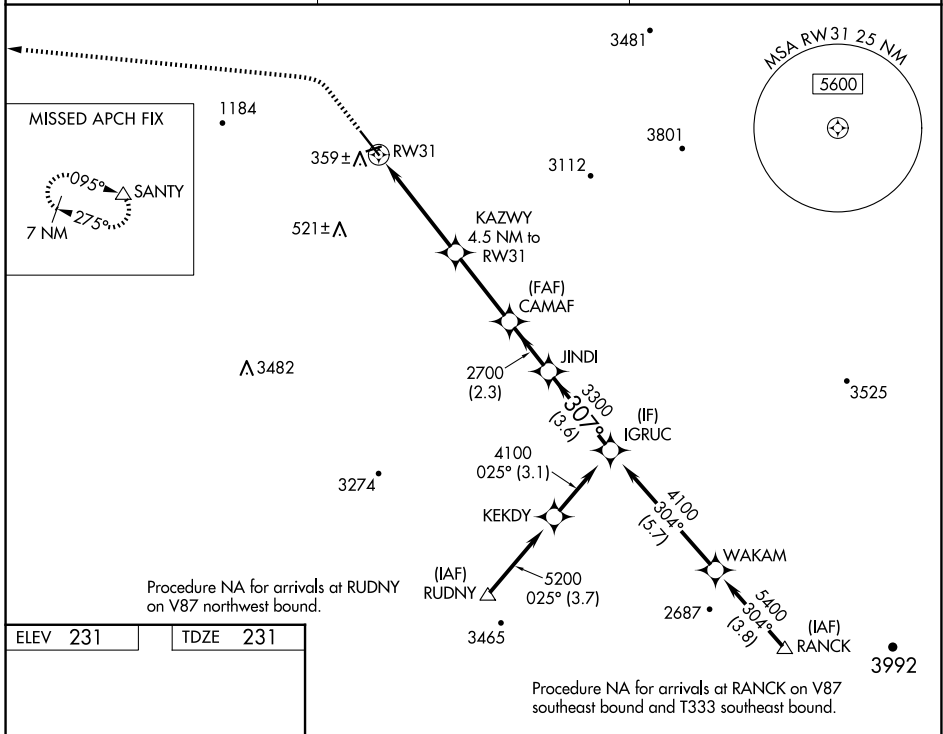 3481
MSA RW31 25 NM
5600
MISSED APCH FIX
095°
SANTY
275°
7 NM
1184
359±
RW31
3801
3112
521±
KAZWY
4.5 NM to
RW31
(FAF)
CAMAF
JINDI
2700
(2.3)
3482
3300
307°
(3.6)
(IF)
IGRUC
3525
4100
025° (3.1)
3274
KEKDY
4100
304°
(5.7)
WAKAM
(IAF)
RUDNY
5200
025° (3.7)
Procedure NA for arrivals at RUDNY
on V87 northwest bound.
3465
2687
5400
304°
(3.8)
(IAF)
RANCK
3992
ELEV 231
TDZE 231
Procedure NA for arrivals at RANCK on V87
southeast bound and T333 southeast bound.